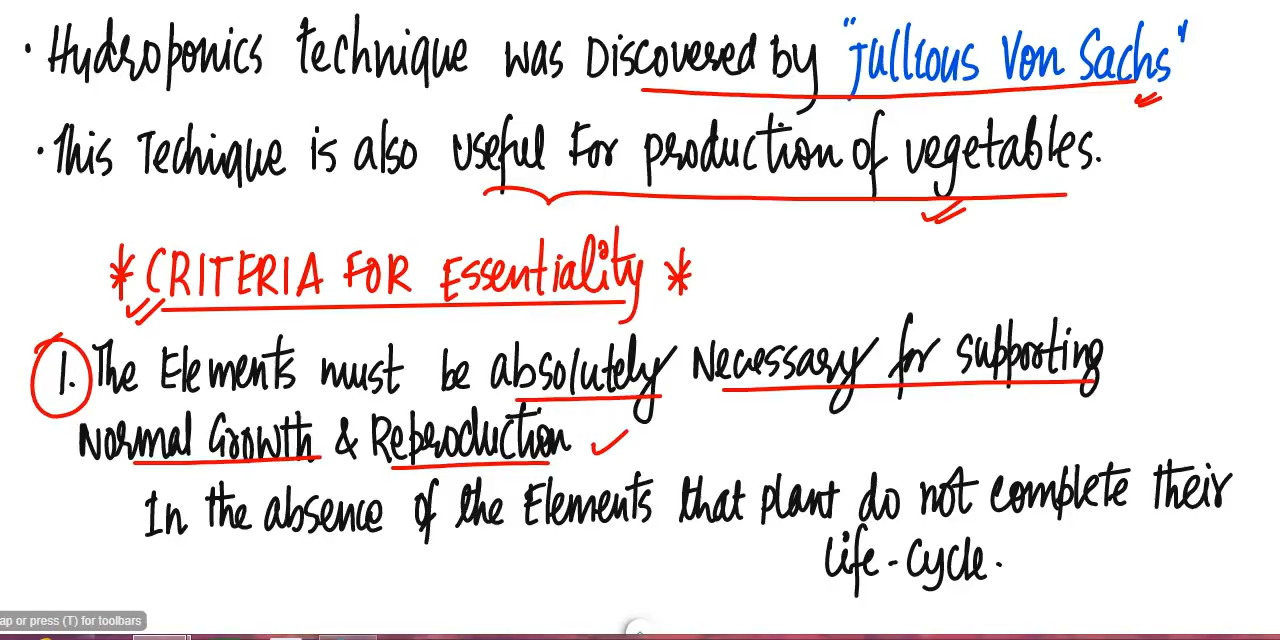 · Hydroponics technique was Discovered by "Jullious Von Sachs"
· This Techique is also useful for production of vegetables.
* CRITERIA FOR Essentiality *
1. The Elements must be absolutely Necessary for supporting
Normal Growth & Reproduction ✓
In the absence of the Elements that plant do not complete their
life-cycle.
ap or press (T) for toolbars